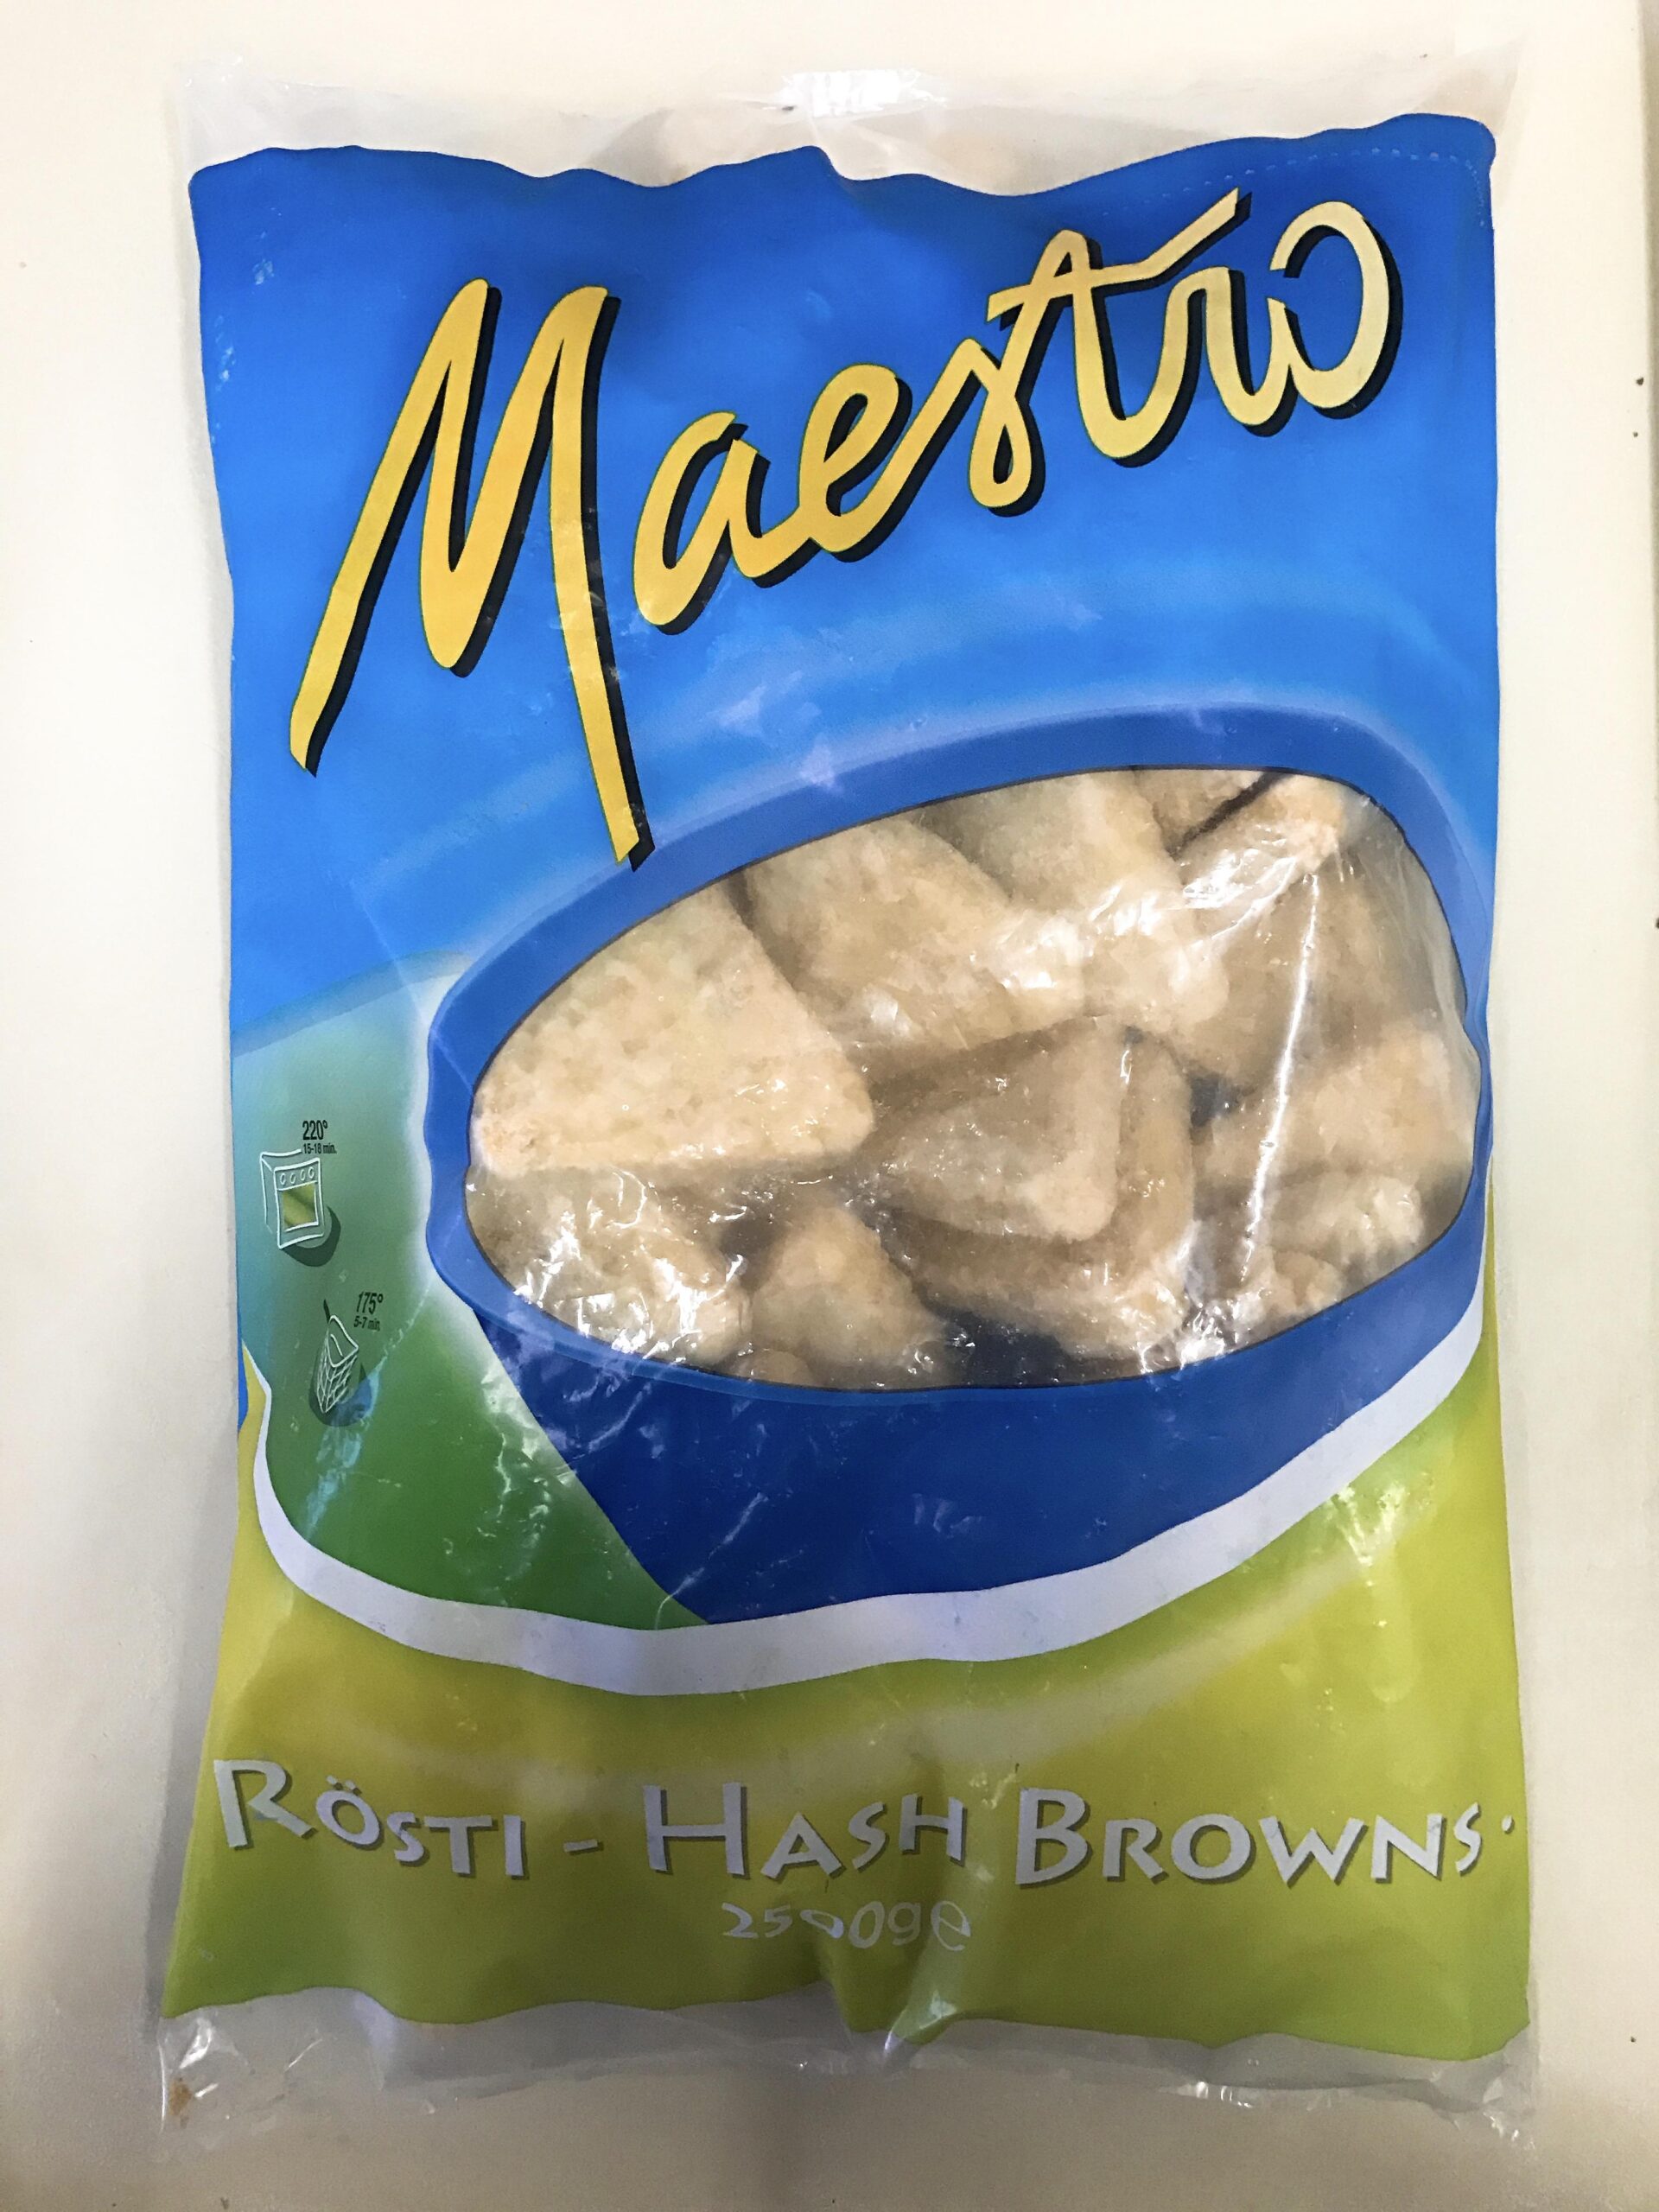 Maestro
220°
15-18 min.
175°
5-7 min.
RÖSTI - HASH BROWNS
2500g e